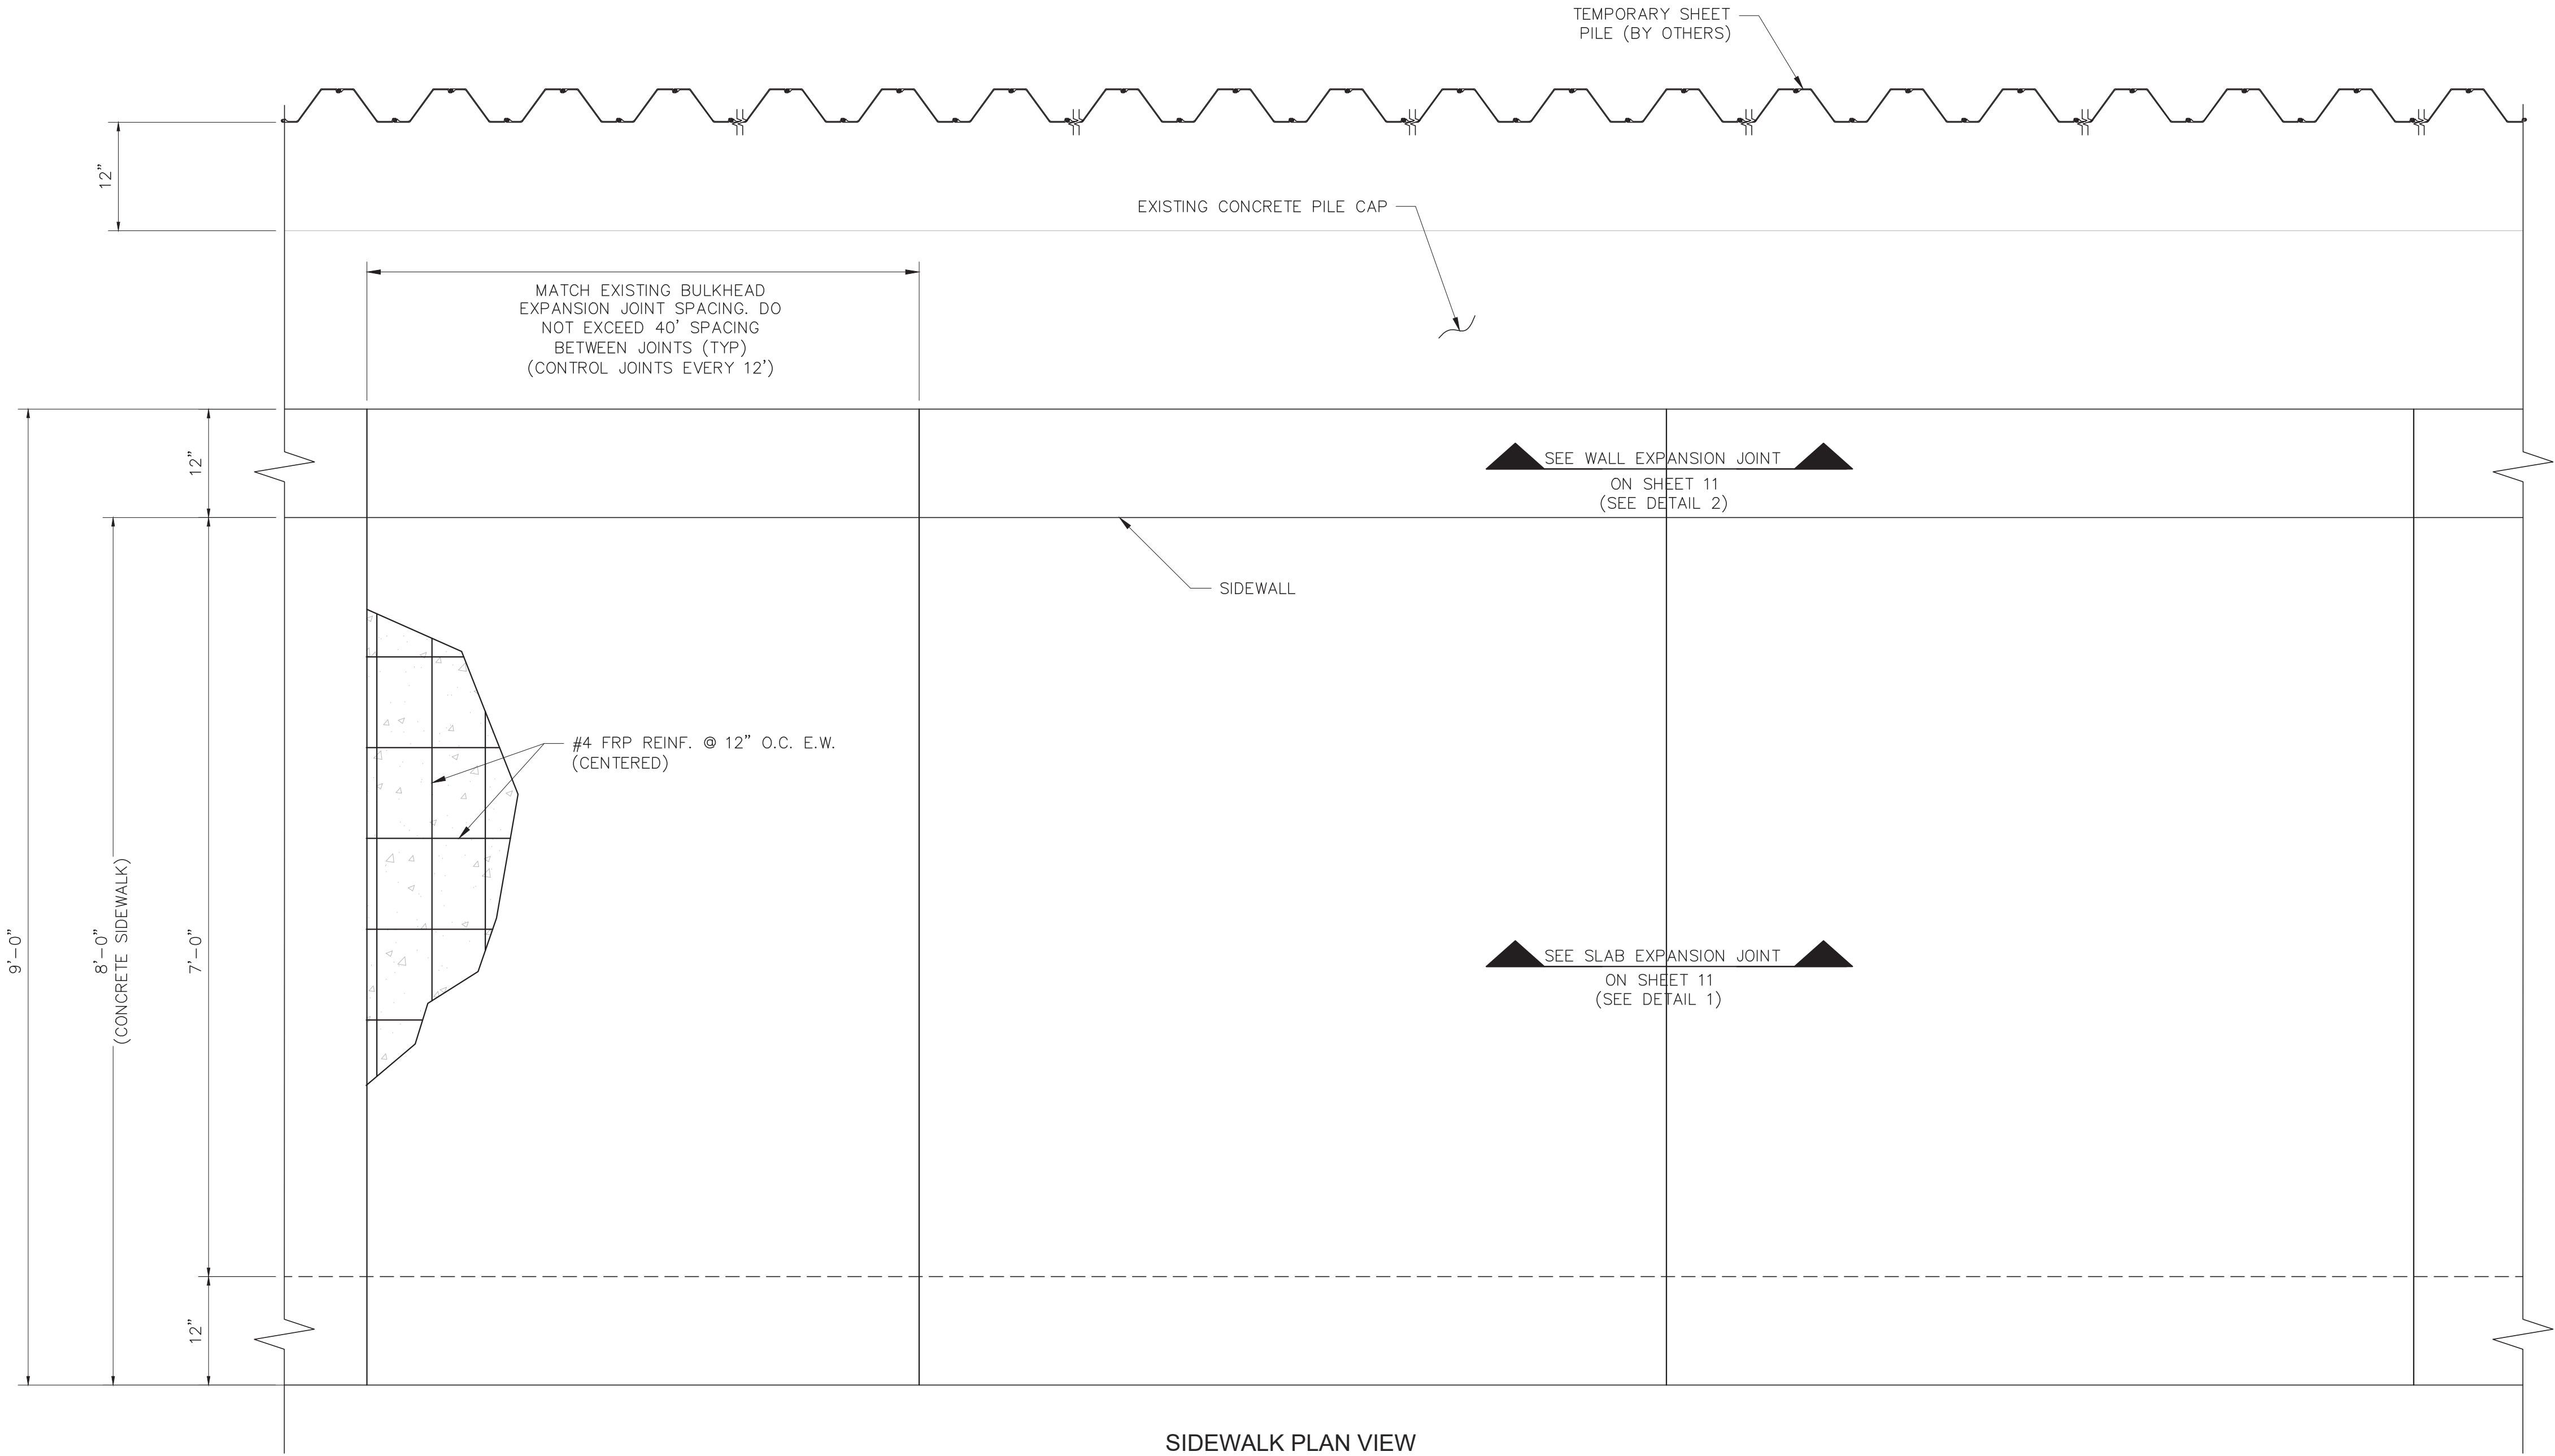 TEMPORARY SHEET
PILE (BY OTHERS)
12"
EXISTING CONCRETE PILE CAP
MATCH EXISTING BULKHEAD
EXPANSION JOINT SPACING. DO
NOT EXCEED 40' SPACING
BETWEEN JOINTS (TYP)
(CONTROL JOINTS EVERY 12')
12"
SEE WALL EXPANSION JOINT
ON SHEET 11
(SEE DETAIL 2)
SIDEWALL
#4 FRP REINF. @ 12" O.C. E.W.
(CENTERED)
9'-0"
8'-0"
(CONCRETE SIDEWALK)
7'-0"
SEE SLAB EXPANSION JOINT
ON SHEET 11
(SEE DETAIL 1)
12"
SIDEWALK PLAN VIEW